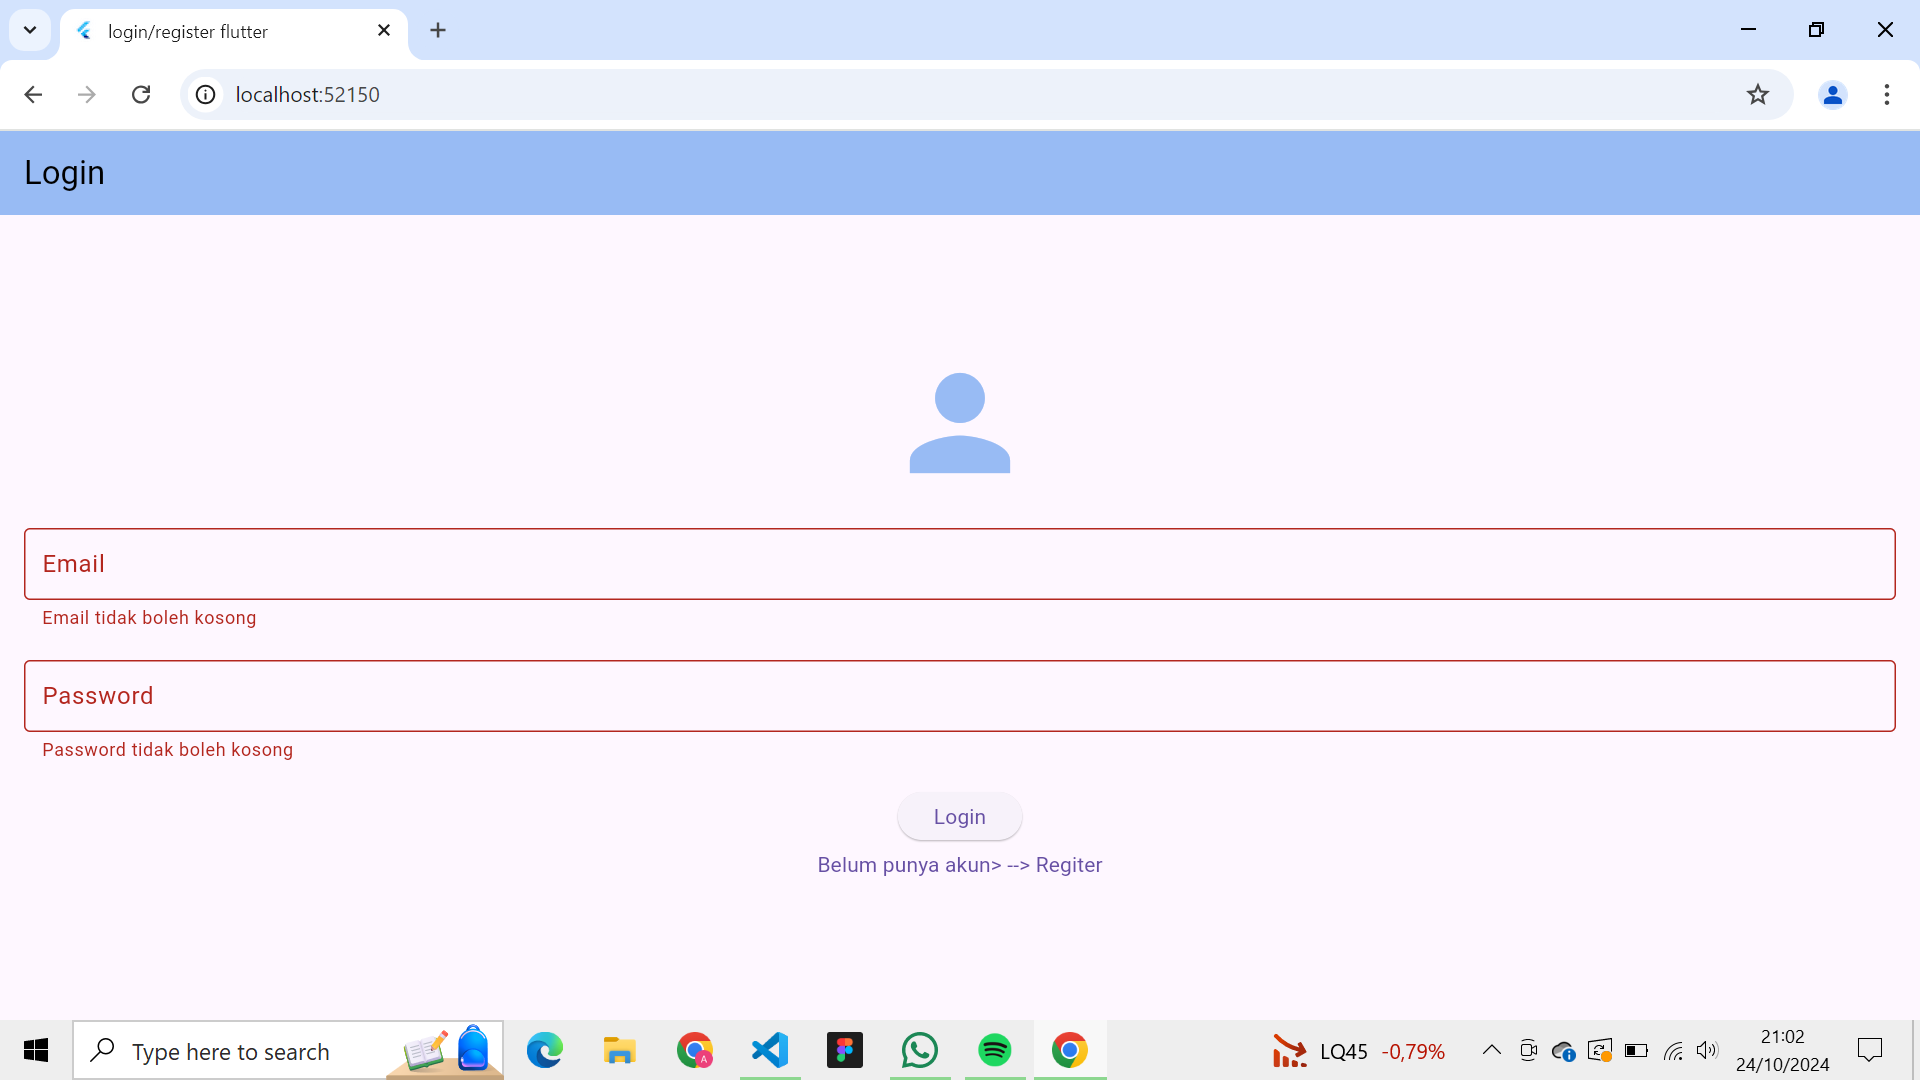 login/register flutter
localhost:52150
Login
Email
Email tidak boleh kosong
Password
Password tidak boleh kosong
Login
Belum punya akun> --> Regiter
Type here to search
A
LQ45 -0,79%
21:02
24/10/2024